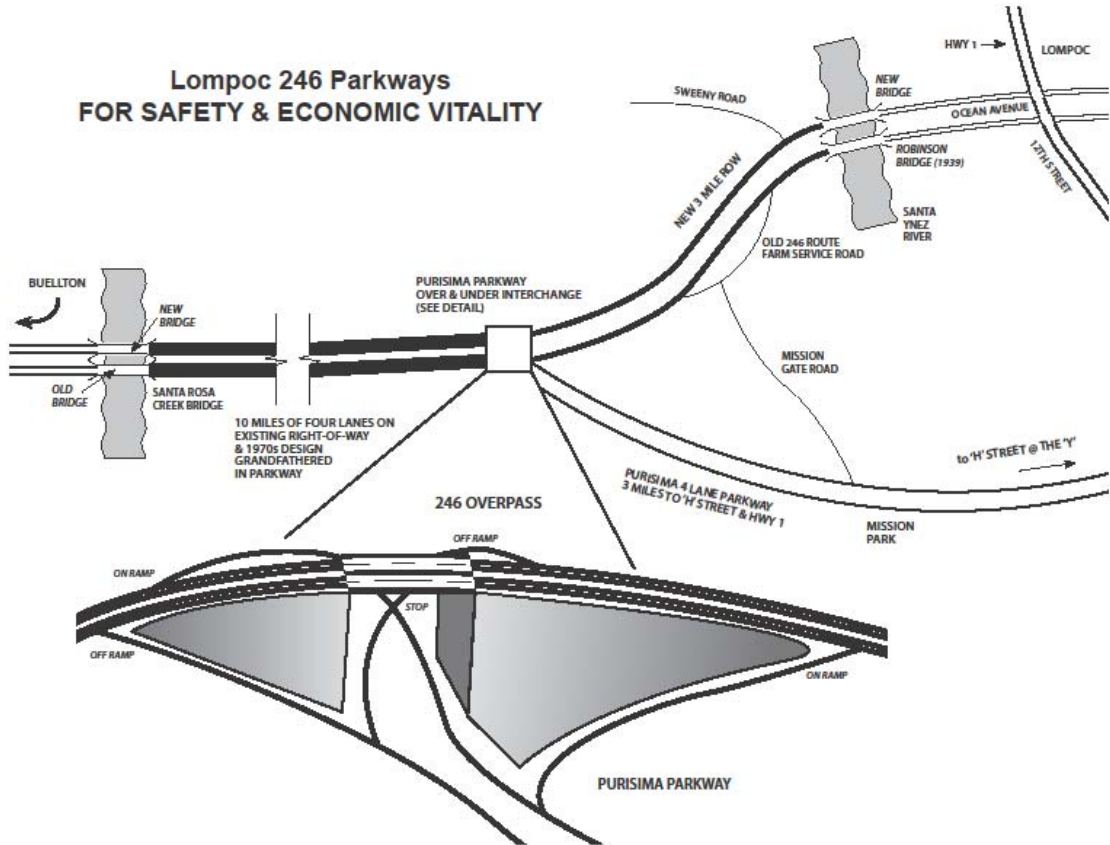 Lompoc 246 Parkways
FOR SAFETY & ECONOMIC VITALITY
HWY 1
LOMPOC
SWEENY ROAD
NEW
BRIDGE
OCEAN AVENUE
ROBINSON
BRIDGE (1939)
12TH STREET
NEW 3 MILE ROW
SANTA
YNEZ
RIVER
OLD 246 ROUTE
FARM SERVICE ROAD
BUELLTON
PURISIMA PARKWAY
OVER & UNDER INTERCHANGE
(SEE DETAIL)
NEW
BRIDGE
MISSION
GATE ROAD
OLD
BRIDGE
SANTA ROSA
CREEK BRIDGE
10 MILES OF FOUR LANES ON
EXISTING RIGHT-OF-WAY
& 1970s DESIGN
GRANDFATHERED
IN PARKWAY
to 'H' STREET @ THE 'Y'
PURISIMA 4 LANE PARKWAY
3 MILES TO 'H' STREET & HWY 1
246 OVERPASS
MISSION
PARK
OFF RAMP
ON RAMP
STOP
OFF RAMP
ON RAMP
PURISIMA PARKWAY